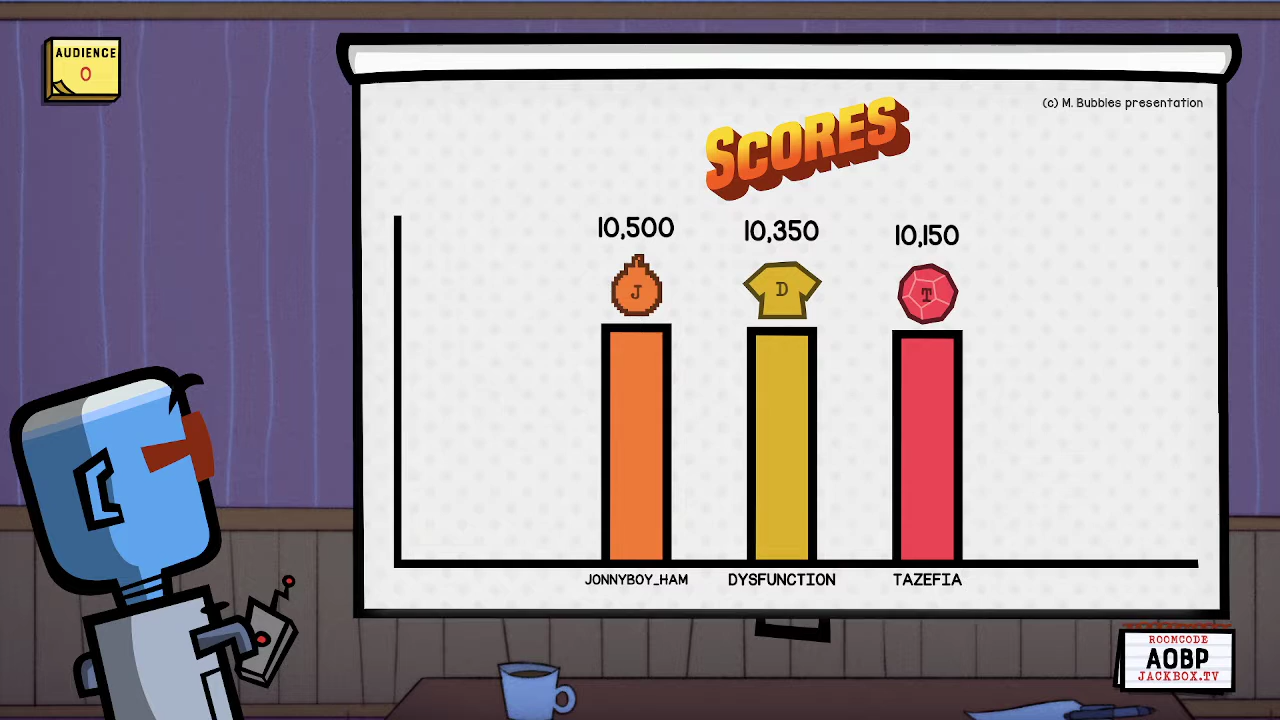 AUDIENCE
0
(c) M. Bubbles presentation
SCORES
10,500
10,350
10,150
J
D
T
JONNYBOY_HAM
DYSFUNCTION
TAZEFIA
ROOMCODE
AOBP
JACKBOX.TV